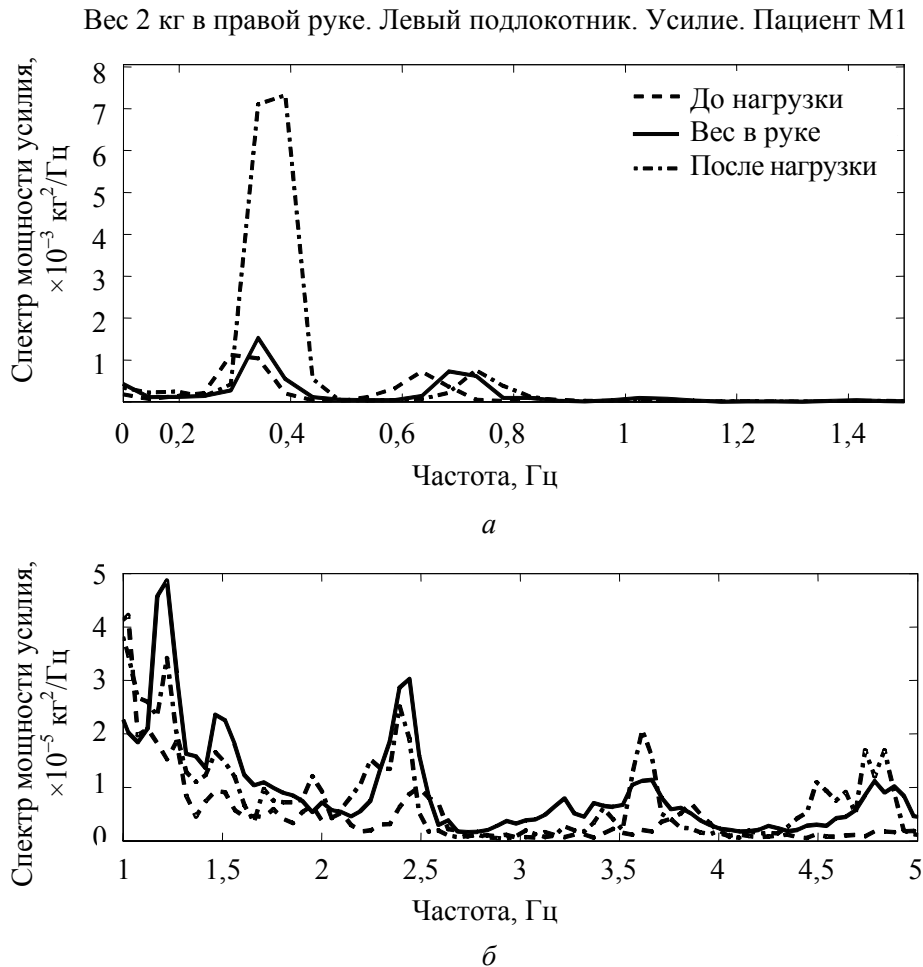 Вес 2 кг в правой руке. Левый подлокотник. Усилие. Пациент М1
Спектр мощности усилия,
×10⁻³ кг²/Гц
8
7
6
5
4
3
2
1
До нагрузки
Вес в руке
После нагрузки
0 0,2 0,4 0,6 0,8 1 1,2 1,4
Частота, Гц
а
Спектр мощности усилия,
×10⁻⁵ кг²/Гц
5
4
3
2
1
0
1 1,5 2 2,5 3 3,5 4 4,5 5
Частота, Гц
б